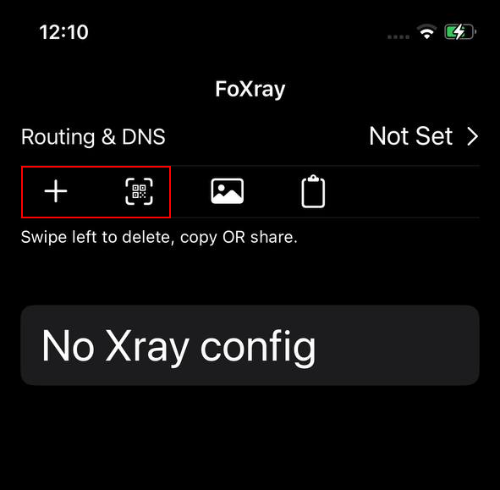 12:10
FoXray
Routing & DNS
Not Set
Swipe left to delete, copy OR share.
No Xray config